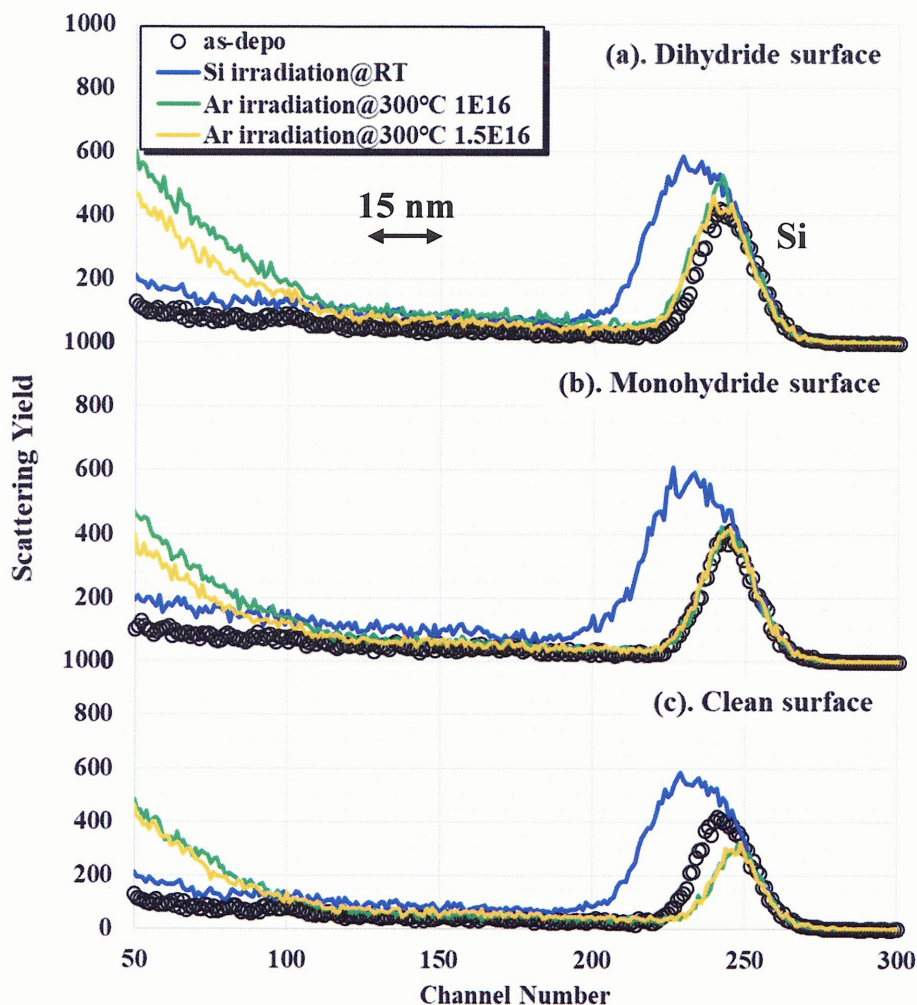 1000
as-depo
Si irradiation@RT
Ar irradiation@300℃ 1E16
Ar irradiation@300℃ 1.5E16
(a). Dihydride surface
800
600
400
15 nm
Si
200
1000
(b). Monohydride surface
800
600
400
200
1000
(c). Clean surface
800
600
400
200
0
Scattering Yield
50
100
150
200
250
300
Channel Number